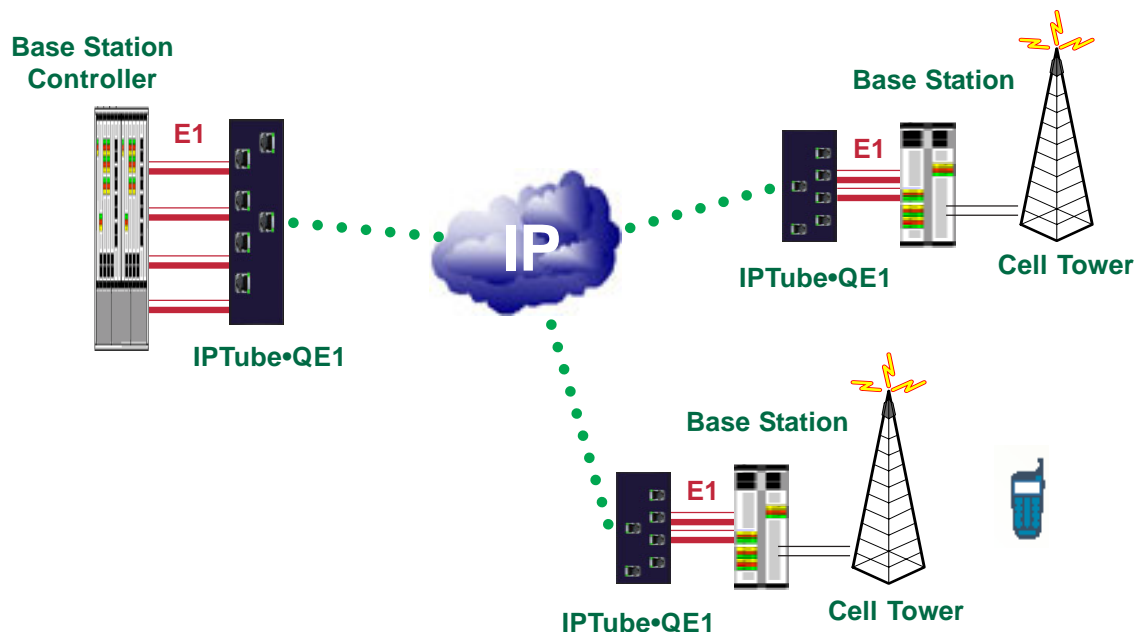 Base Station
Controller
E1
IPTube•QE1
IP
Base Station
E1
IPTube•QE1
Cell Tower
Base Station
E1
IPTube•QE1
Cell Tower